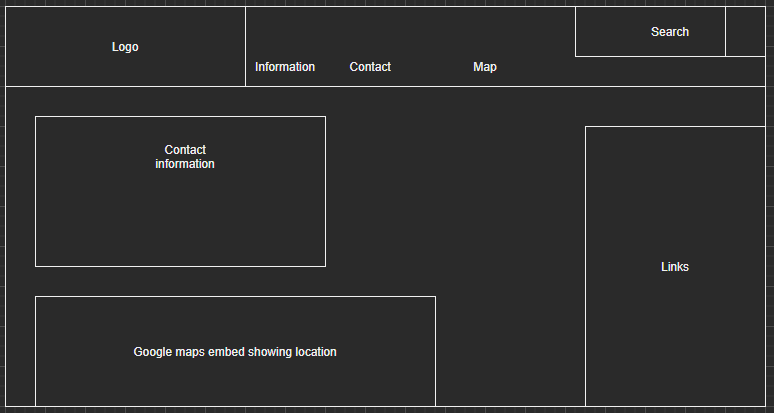 Logo
Search
Information
Contact
Map
Contact
information
Links
Google maps embed showing location